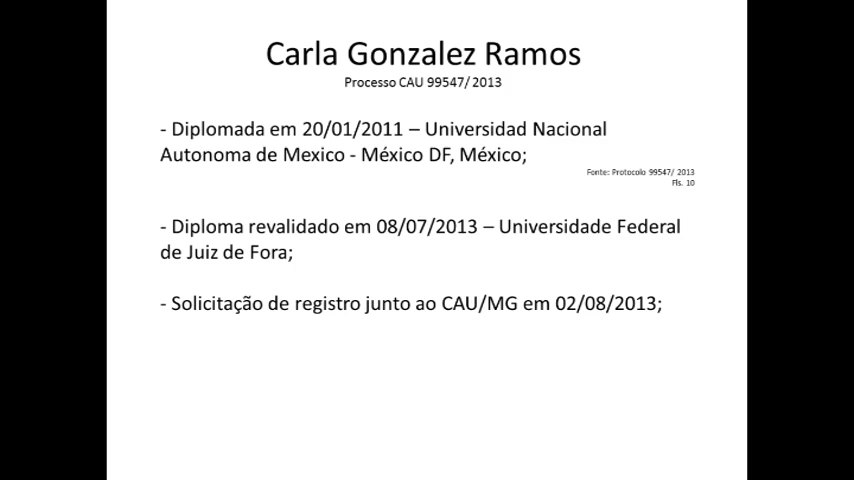 Carla Gonzalez Ramos
Processo CAU 99547/ 2013
- Diplomada em 20/01/2011 – Universidad Nacional
Autonoma de Mexico - México DF, México;
Fonte: Protocolo 99547/ 2013
Fls. 10
- Diploma revalidado em 08/07/2013 – Universidade Federal
de Juiz de Fora;
- Solicitação de registro junto ao CAU/MG em 02/08/2013;